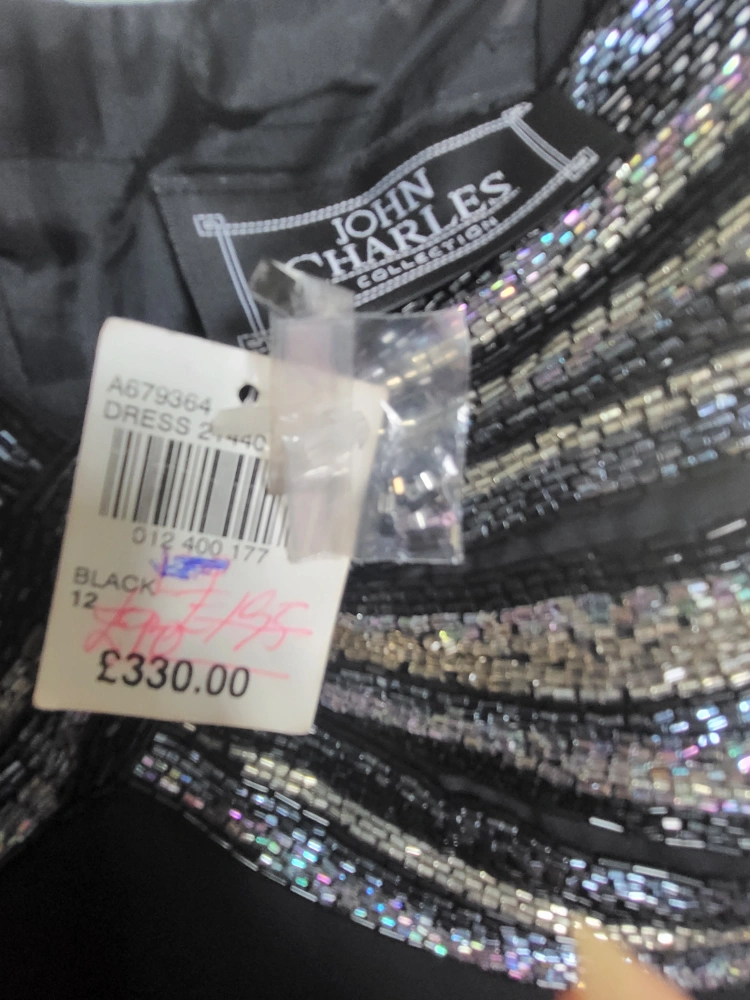 JOHN
CHARLES
COLLECTION
A679364
DRESS
012 400 177
BLACK
12
£330.00